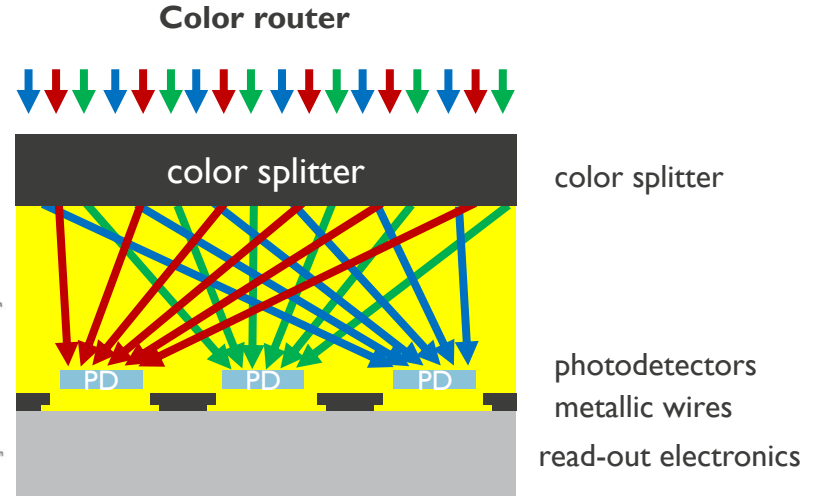 Color router
color splitter
color splitter
PD
PD
PD
photodetectors
metallic wires
read-out electronics